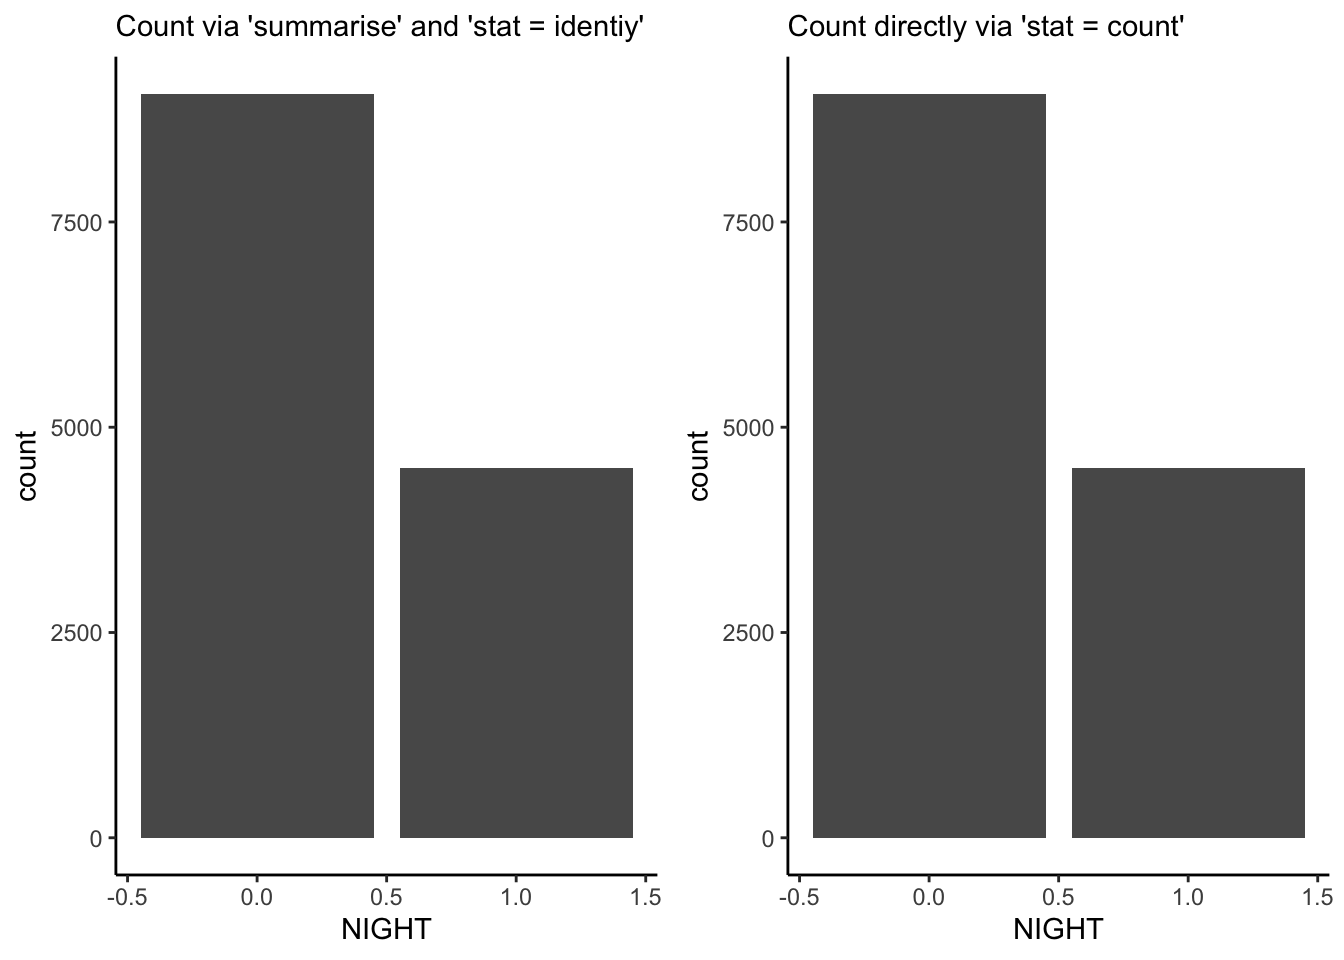 Count via 'summarise' and 'stat = identiy'
7500
5000
2500
0
count
-0.5 0.0 0.5 1.0 1.5
NIGHT
Count directly via 'stat = count'
7500
5000
2500
0
count
-0.5 0.0 0.5 1.0 1.5
NIGHT